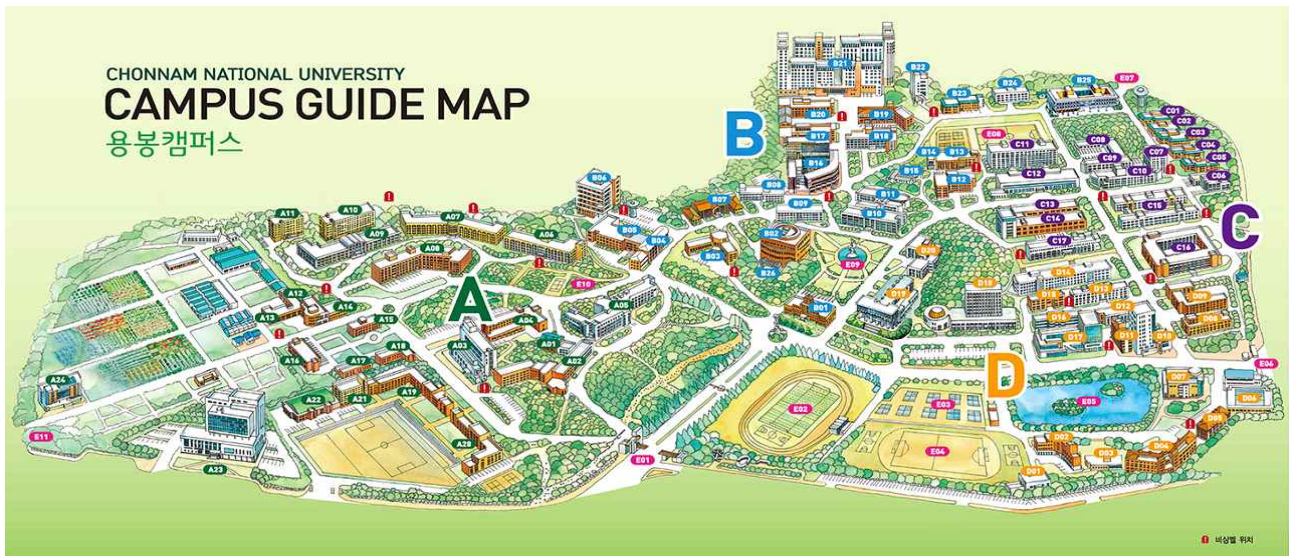 CHONNAM NATIONAL UNIVERSITY
CAMPUS GUIDE MAP
용봉캠퍼스
B21
B22
B20
B19
B17
B18
B16
B
B23
B24
B25
E07
E08
C01
C02
C03
C04
C05
C06
C07
C08
C09
C10
C11
C12
B14
B13
B15
B12
B06
B08
B07
B09
B11
B10
C13
C14
C15
C
C17
C16
A11
A10
A07
A09
A08
A06
B05
B04
B02
B03
B26
E09
D20
E10
A
A12
A14
A13
A15
A05
A04
A03
A01
A02
B01
D19
D18
D14
D15
D12
D16
D17
D11
D10
D09
D08
A16
A17
A18
A24
A22
A21
A19
A20
A23
E11
E01
E02
E03
E04
D
E05
D07
E06
D06
D05
D04
D02
D03
D01
비상벨 위치